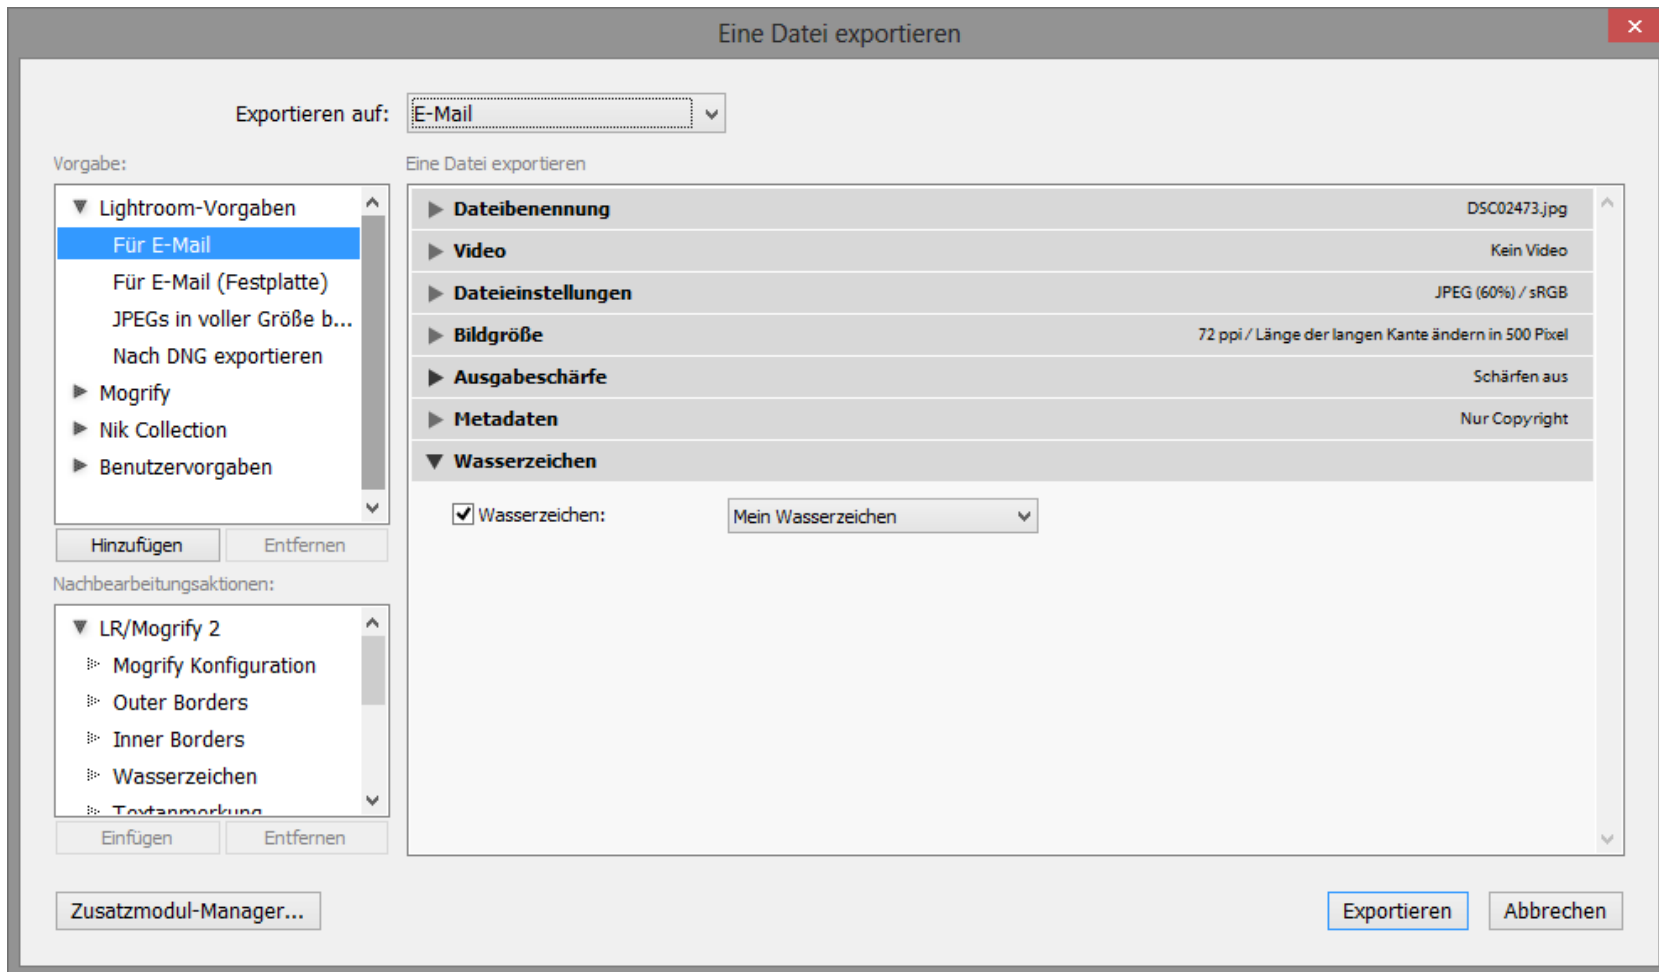 Eine Datei exportieren
Exportieren auf: E-Mail
Vorgabe:
Lightroom-Vorgaben
Für E-Mail
Für E-Mail (Festplatte)
JPEGs in voller Größe b...
Nach DNG exportieren
Mogrify
Nik Collection
Benutzervorgaben
Hinzufügen Entfernen
Nachbearbeitungsaktionen:
LR/Mogrify 2
Mogrify Konfiguration
Outer Borders
Inner Borders
Wasserzeichen
Textanmerkung
Einfügen Entfernen
Eine Datei exportieren
Dateibenennung DSC02473.jpg
Video Kein Video
Dateieinstellungen JPEG (60%) / sRGB
Bildgröße 72 ppi / Länge der langen Kante ändern in 500 Pixel
Ausgabeschärfe Schärfen aus
Metadaten Nur Copyright
Wasserzeichen
Wasserzeichen: Mein Wasserzeichen
Zusatzmodul-Manager... Exportieren Abbrechen